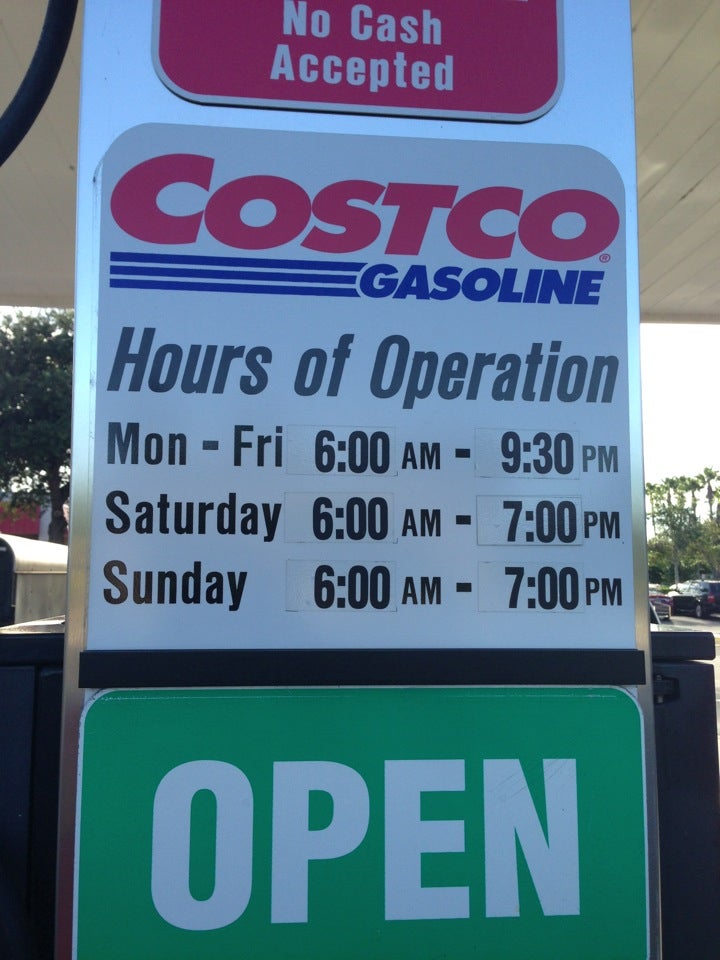 No Cash
Accepted
COSTCO®
GASOLINE
Hours of Operation
Mon - Fri 6:00 AM - 9:30 PM
Saturday 6:00 AM - 7:00 PM
Sunday 6:00 AM - 7:00 PM
OPEN